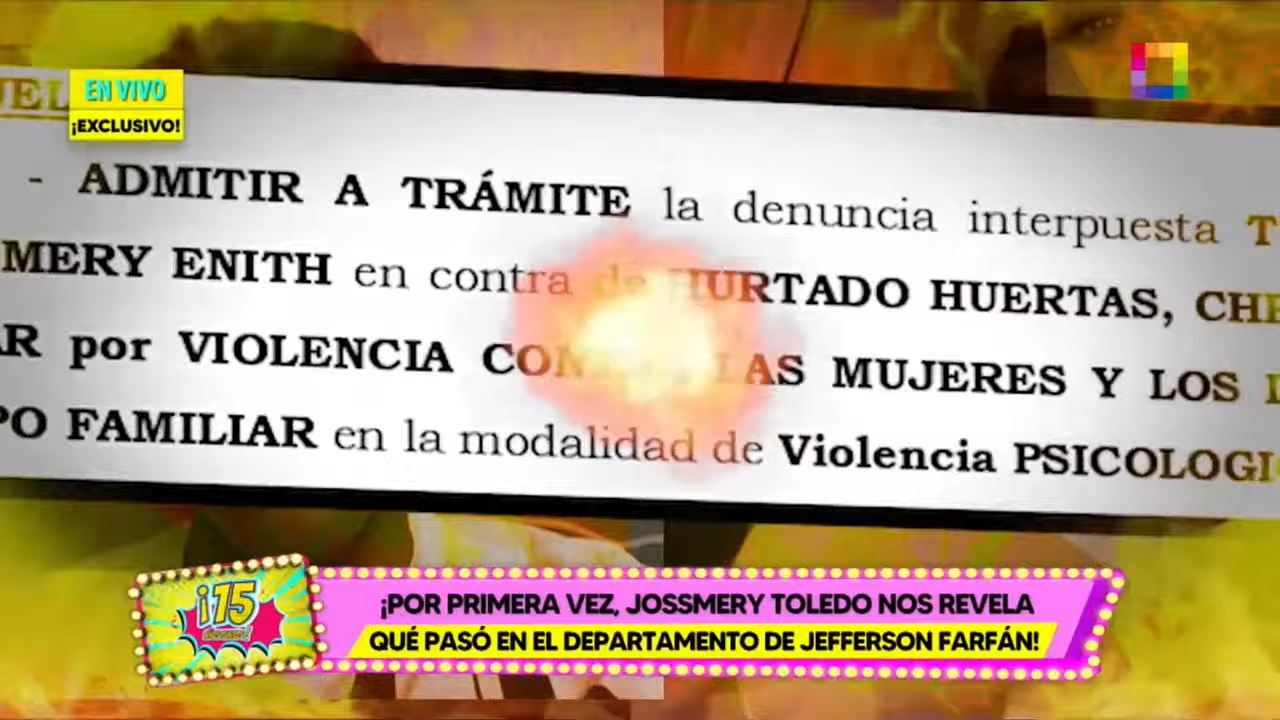 EN VIVO
¡EXCLUSIVO!
- ADMITIR A TRÁMITE la denuncia interpuesta
MERY ENITH en contra de HURTADO HUERTAS,
por VIOLENCIA LAS MUJERES Y LOS
FAMILIAR en la modalidad de Violencia
¡15
¡POR PRIMERA VEZ, JOSSMERY TOLEDO NOS REVELA
QUÉ PASÓ EN EL DEPARTAMENTO DE JEFFERSON FARFÁN!